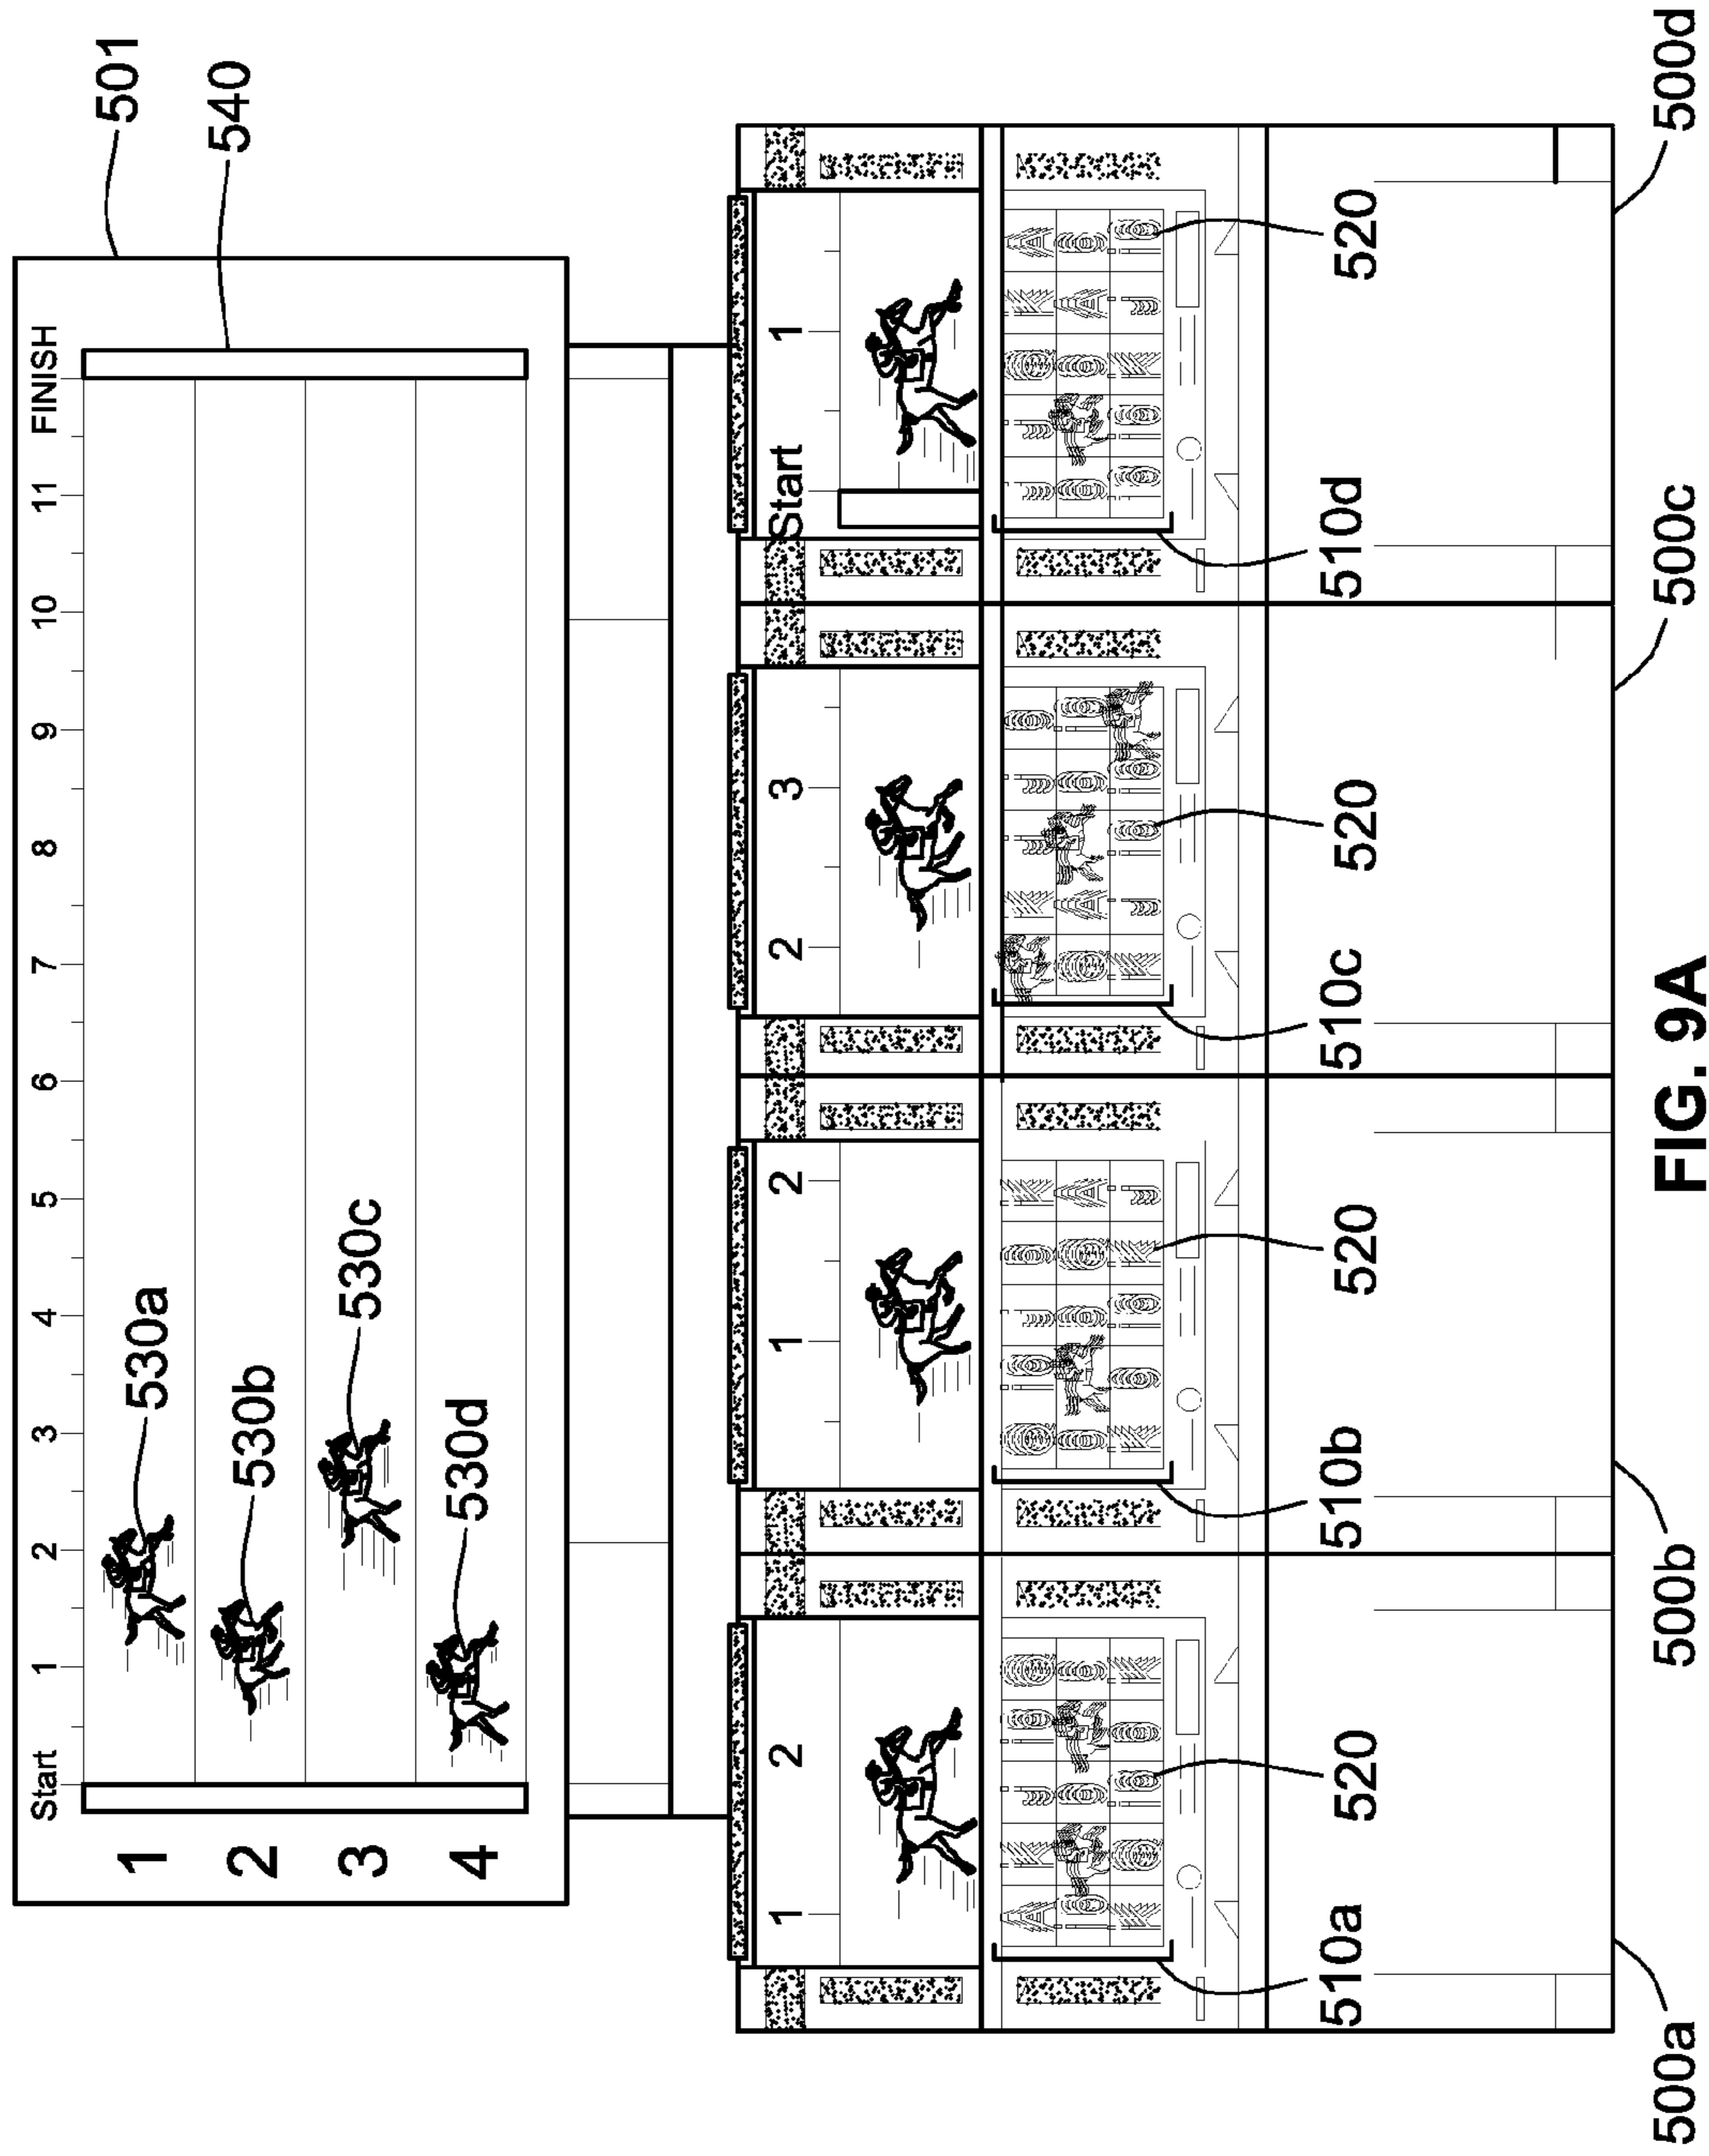 501
540
Start 1 2 3 4 5 6 7 8 9 10 11 FINISH
1
530a
2
530b
3
530c
4
530d
1 2
1 2
2 3
Start 1
510a
520
510b
520
510c
520
510d
520
500a
500b
500c
500d
FIG. 9A